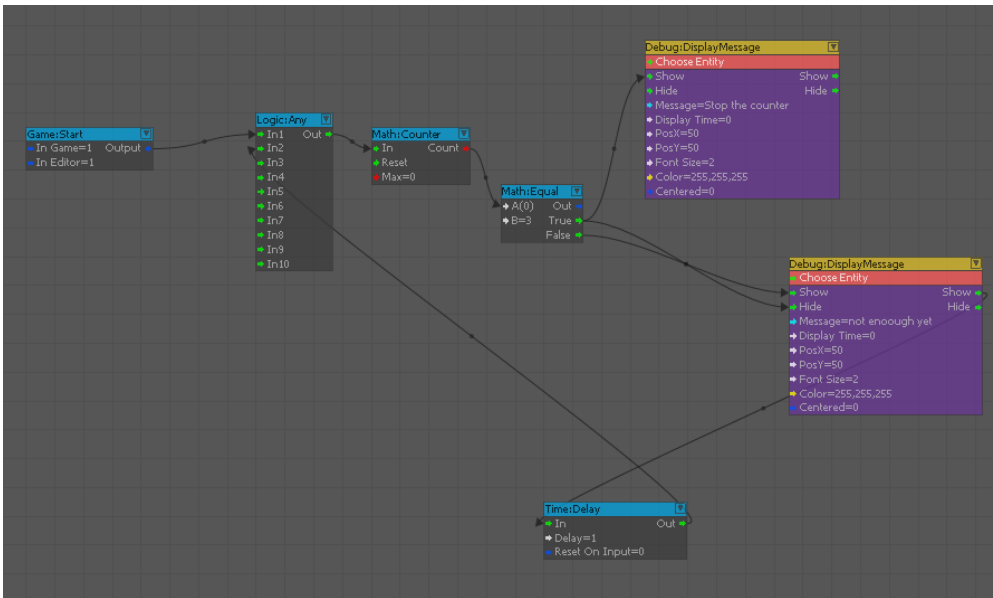 Debug:DisplayMessage
Choose Entity
Show Show
Hide Hide
Message=Stop the counter
Display Time=0
PosX=50
PosY=50
Font Size=2
Color=255,255,255
Centered=0
Game:Start
In Game=1 Output
In Editor=1
Logic:Any
In1 Out
In2
In3
In4
In5
In6
In7
In8
In9
In10
Math:Counter
In Count
Reset
Max=0
Math:Equal
A(0) Out
B=3 True
False
Debug:DisplayMessage
Choose Entity
Show Show
Hide Hide
Message=not enoough yet
Display Time=0
PosX=50
PosY=50
Font Size=2
Color=255,255,255
Centered=0
Time:Delay
In Out
Delay=1
Reset On Input=0